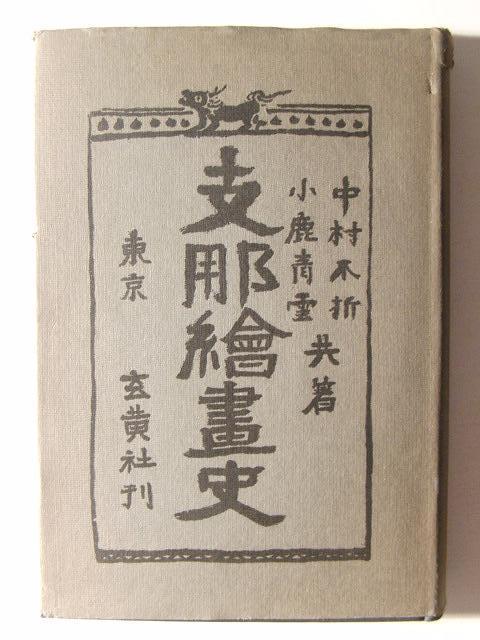 中村不折
小鹿青雲
共著
支那繪畫史
東京 玄黄社刊